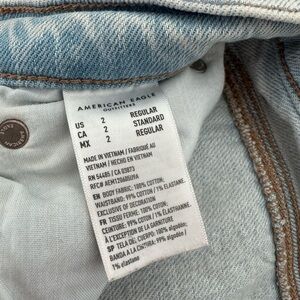 AMERICAN EAGLE
OUTFITTERS
US 2 REGULAR
CA 2 STANDARD
MX 2 REGULAR
MADE IN VIETNAM / FABRIQUÉ AU
VIETNAM / HECHO EN VIETNAM
RN 54485 / CA 03873
EN BODY FABRIC: 100% COTTON;
WAISTBAND: 99% COTTON / 1% ELASTANE.
EXCLUSIVE OF DECORATION
FR TISSU FERME: 100% COTON;
CEINTURE: 99% COTON / 1% ÉLASTHANNE.
À L'EXCEPTION DE LA GARNITURE
SP TELA DEL CUERPO: 100% algodón;
BANDA A LA CINTURA: 99% algodón /
1% elastano